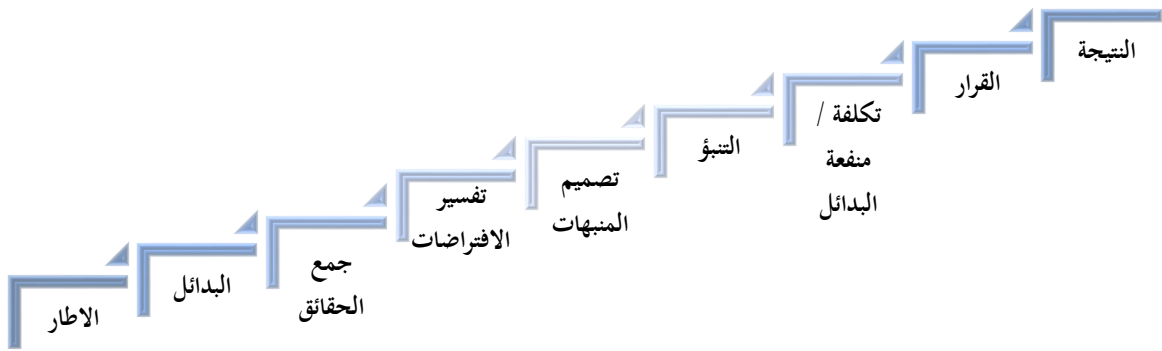 الاطار
البدائل
جمع
الحقائق
تفسير
الافتراضات
تصميم
المنبهات
التنبؤ
تكلفة /
منفعة
البدائل
القرار
النتيجة